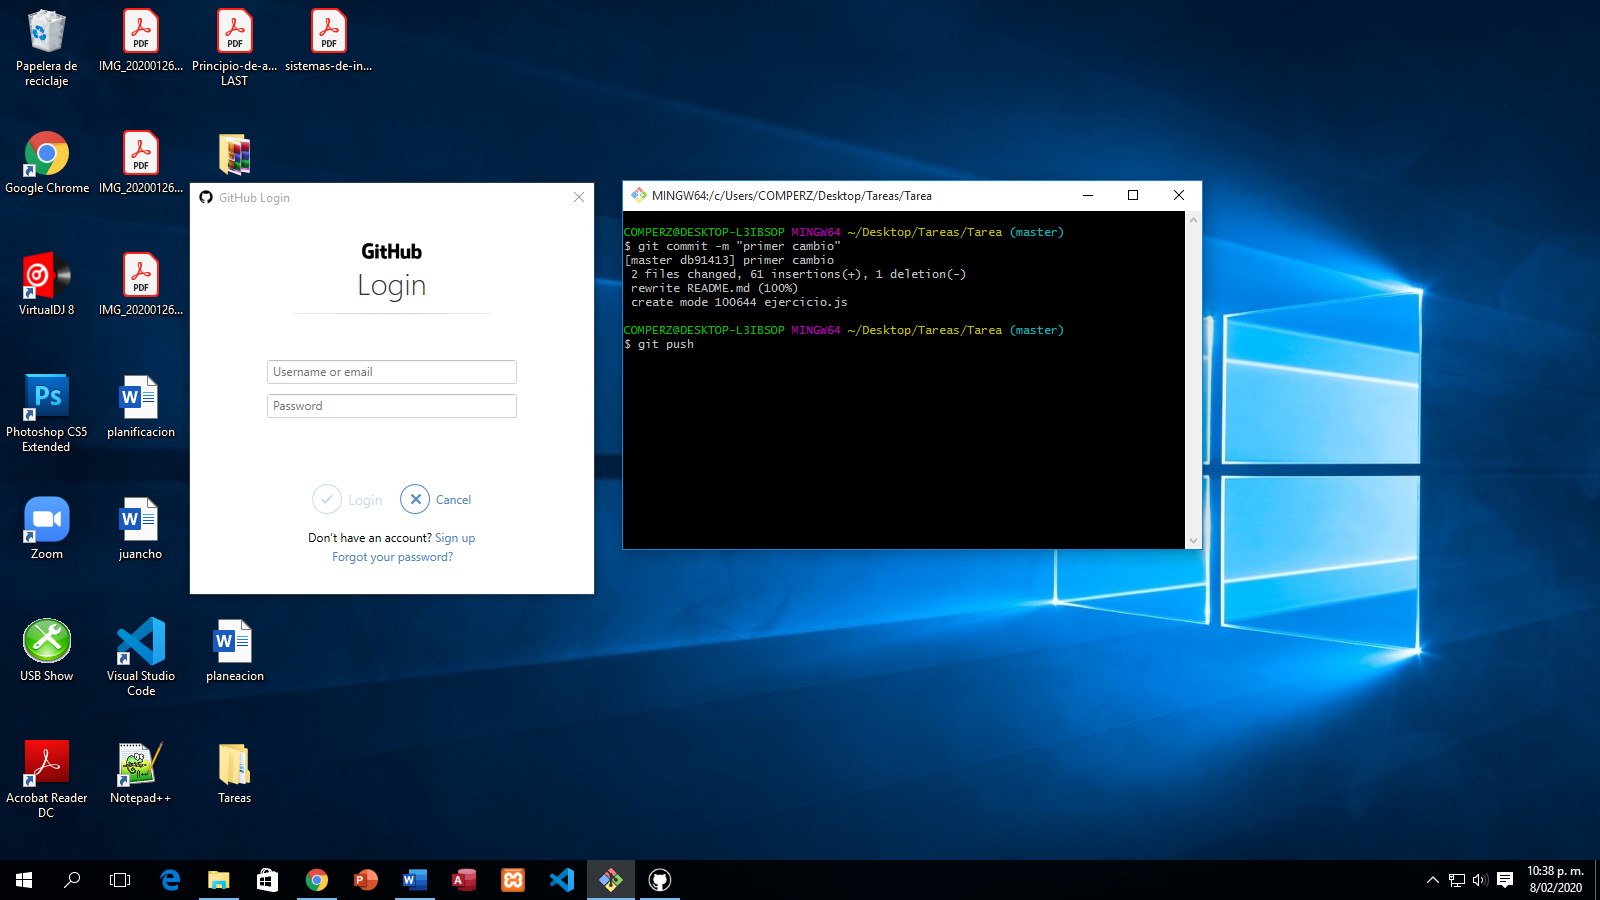 Papelera de
reciclaje
IMG_20200126...
Principio-de-a...
LAST
sistemas-de-in...
Google Chrome
IMG_20200126...
VirtualDJ 8
IMG_20200126...
Photoshop CS5
Extended
planificacion
Zoom
juancho
USB Show
Visual Studio
Code
planeacion
Acrobat Reader
DC
Notepad++
Tareas
GitHub Login
GitHub
Login
Username or email
Password
Login
Cancel
Don't have an account? Sign up
Forgot your password?
MINGW64:/c/Users/COMPERZ/Desktop/Tareas/Tarea
COMPERZ@DESKTOP-L3IBSOP MINGW64 ~/Desktop/Tareas/Tarea (master)
$ git commit -m "primer cambio"
[master db91413] primer cambio
2 files changed, 61 insertions(+), 1 deletion(-)
rewrite README.md (100%)
create mode 100644 ejercicio.js
COMPERZ@DESKTOP-L3IBSOP MINGW64 ~/Desktop/Tareas/Tarea (master)
$ git push
10:38 p. m.
8/02/2020